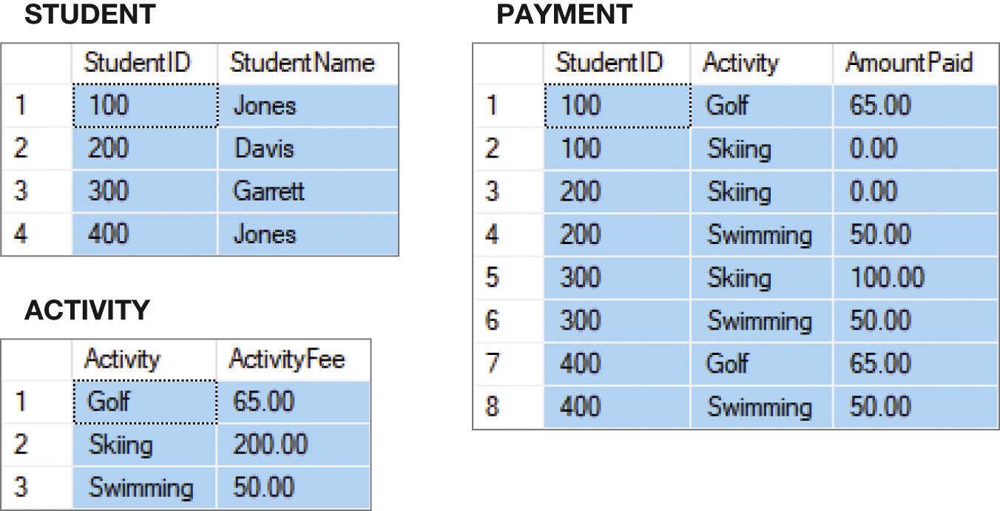 STUDENT
StudentID StudentName
1 100 Jones
2 200 Davis
3 300 Garrett
4 400 Jones
ACTIVITY
Activity ActivityFee
1 Golf 65.00
2 Skiing 200.00
3 Swimming 50.00
PAYMENT
StudentID Activity AmountPaid
1 100 Golf 65.00
2 100 Skiing 0.00
3 200 Skiing 0.00
4 200 Swimming 50.00
5 300 Skiing 100.00
6 300 Swimming 50.00
7 400 Golf 65.00
8 400 Swimming 50.00